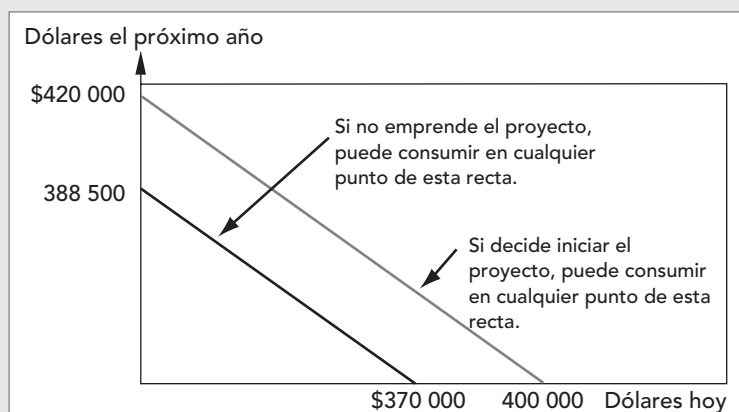 Dólares el próximo año
$420 000
Si no emprende el proyecto,
puede consumir en cualquier
punto de esta recta.
388 500
Si decide iniciar el
proyecto, puede consumir
en cualquier punto de esta
recta.
$370 000 400 000 Dólares hoy